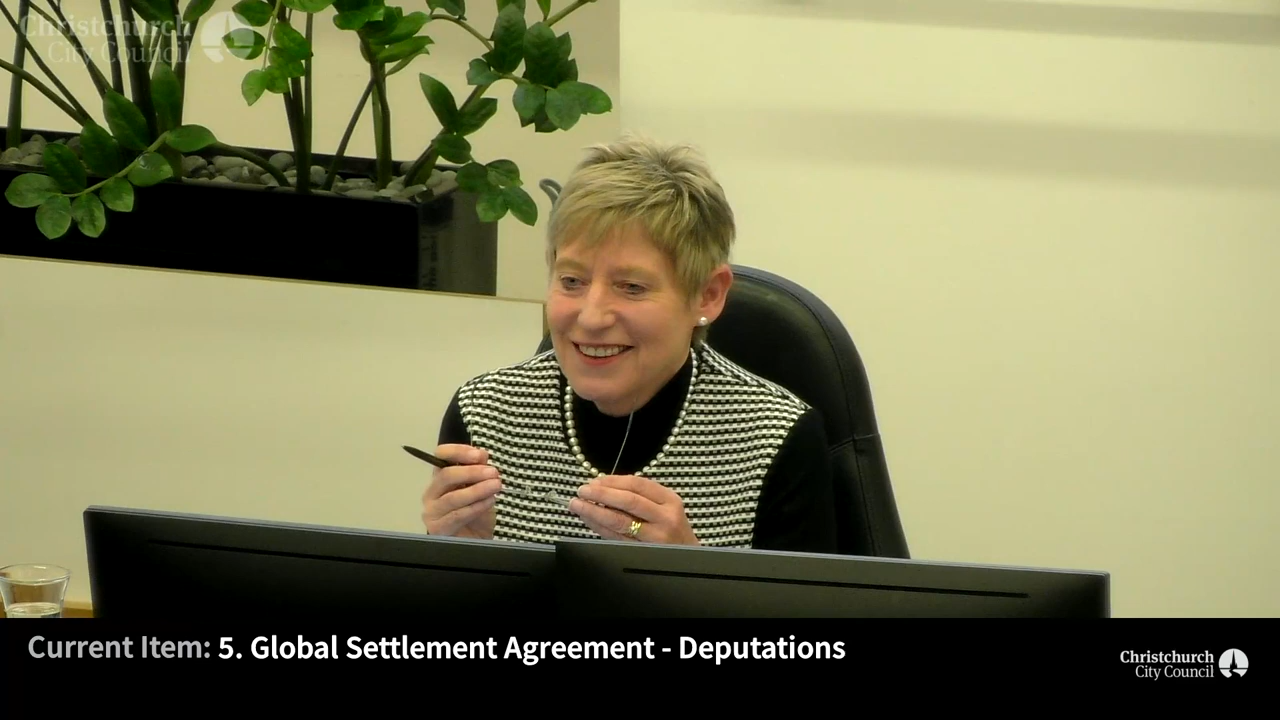 Christchurch
City Council
Current Item: 5. Global Settlement Agreement - Deputations
Christchurch
City Council